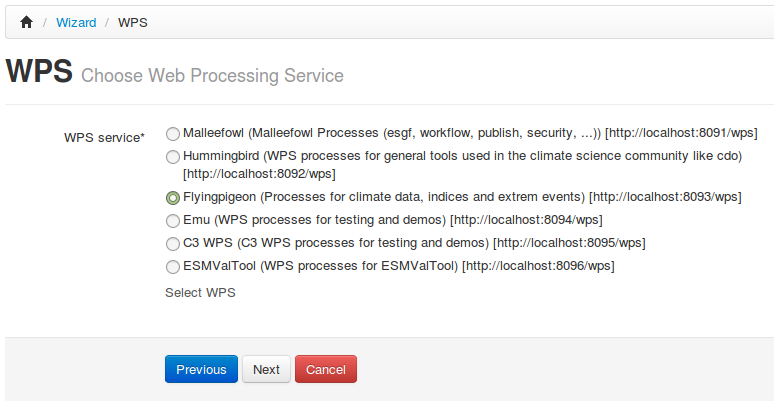 / Wizard / WPS
WPS Choose Web Processing Service
WPS service*
Malleefowl (Malleefowl Processes (esgf, workflow, publish, security, ...)) [http://localhost:8091/wps]
Hummingbird (WPS processes for general tools used in the climate science community like cdo)
[http://localhost:8092/wps]
Flyingpigeon (Processes for climate data, indices and extrem events) [http://localhost:8093/wps]
Emu (WPS processes for testing and demos) [http://localhost:8094/wps]
C3 WPS (C3 WPS processes for testing and demos) [http://localhost:8095/wps]
ESMValTool (WPS processes for ESMValTool) [http://localhost:8096/wps]
Select WPS
Previous Next Cancel